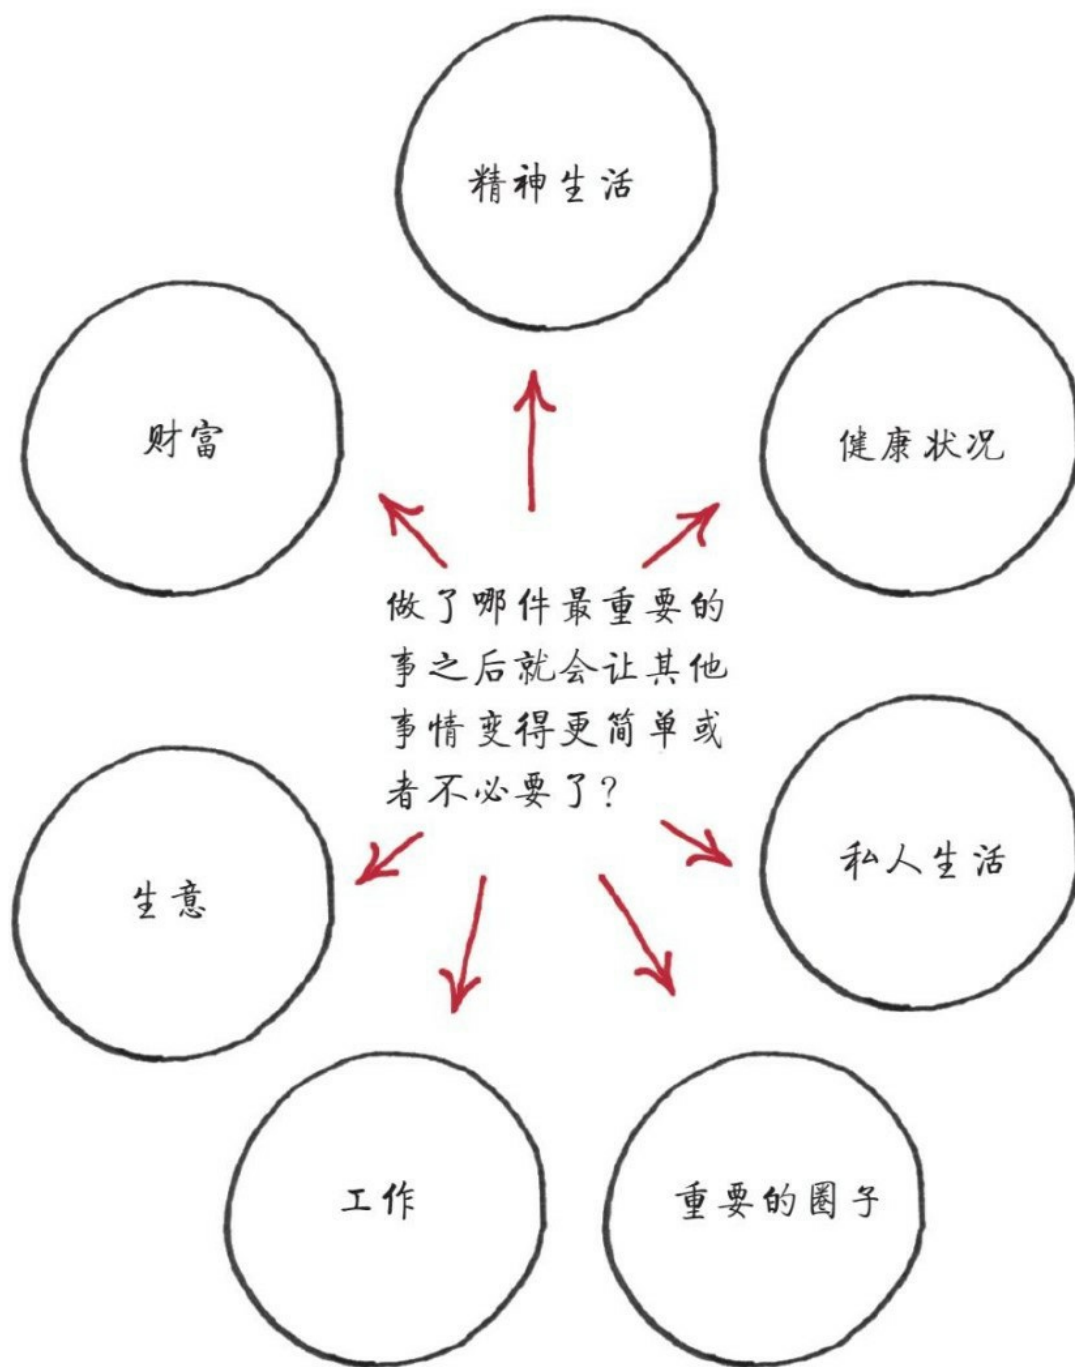 精神生活
财富
健康状况
做了哪件最重要的
事之后就会让其他
事情变得更简单或
者不必要了?
私人生活
生意
工作
重要的圈子